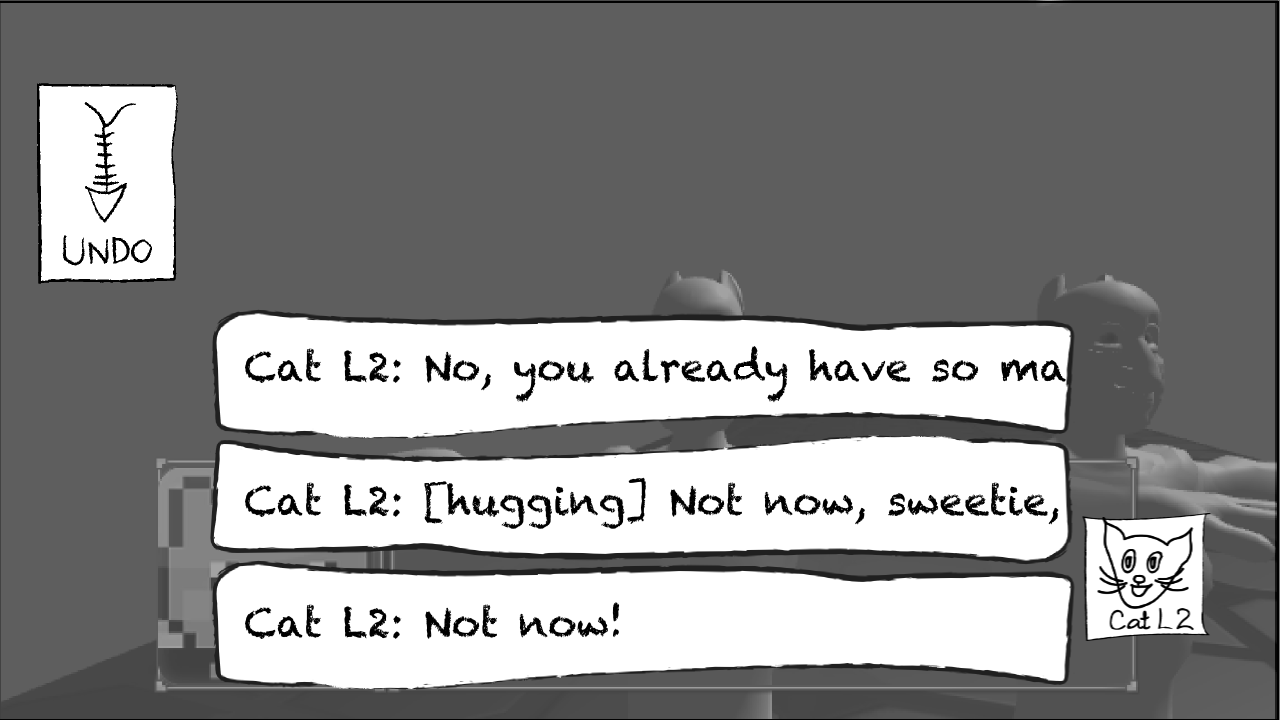 UNDO
Cat L2: No, you already have so ma
Cat L2: [hugging] Not now, sweetie,
Cat L2: Not now!
Cat L2